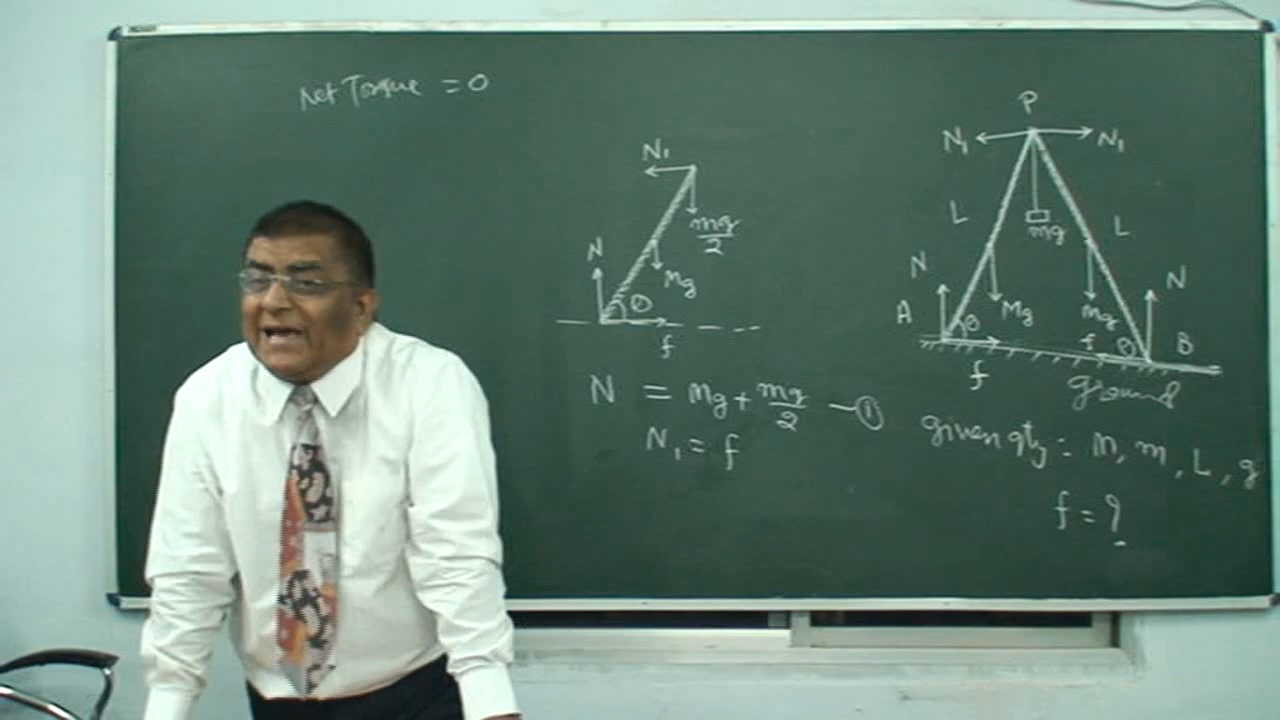 Net Torque = 0
N₁
mg/2
N
Mg
θ
f
N = Mg + mg/2 — ①
N₁ = f
P
N₁ N₁
L L
mg
N N
A Mg Mg B
θ f θ
f
ground
given qty : M, m, L, g
f = ?